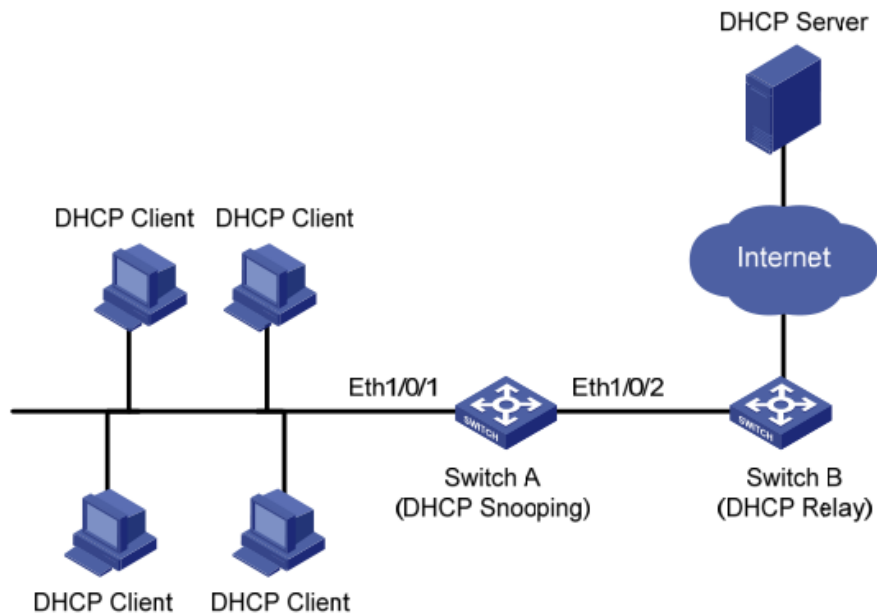 DHCP Server
Internet
DHCP Client
DHCP Client
Eth1/0/1
Eth1/0/2
SWITCH
SWITCH
Switch A
(DHCP Snooping)
Switch B
(DHCP Relay)
DHCP Client
DHCP Client